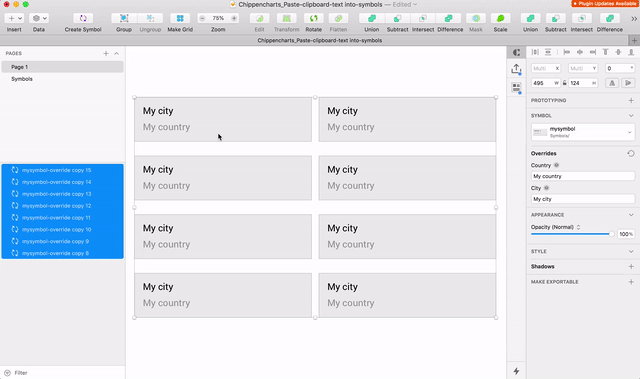 Chippencharts_Paste-clipboard-text into-symbols — Edited
Plugin Updates Available
Insert Data Create Symbol Group Ungroup Make Grid 75% Zoom Edit Transform Rotate Flatten Union Subtract Intersect Difference Mask Scale Union Subtract Intersect Difference
Chippencharts_Paste-clipboard-text into-symbols
PAGES
Page 1
Symbols
mysymbol-override copy 15
mysymbol-override copy 14
mysymbol-override copy 13
mysymbol-override copy 12
mysymbol-override copy 11
mysymbol-override copy 10
mysymbol-override copy 9
mysymbol-override copy 8
Filter
My city
My country
My city
My country
My city
My country
My city
My country
My city
My country
My city
My country
My city
My country
My city
My country
Multi X Multi Y 0 °
495 W 124 H
PROTOTYPING
SYMBOL
mysymbol
Symbols/
Overrides
Country
My country
City
My city
APPEARANCE
Opacity (Normal)
100%
STYLE
Shadows
MAKE EXPORTABLE